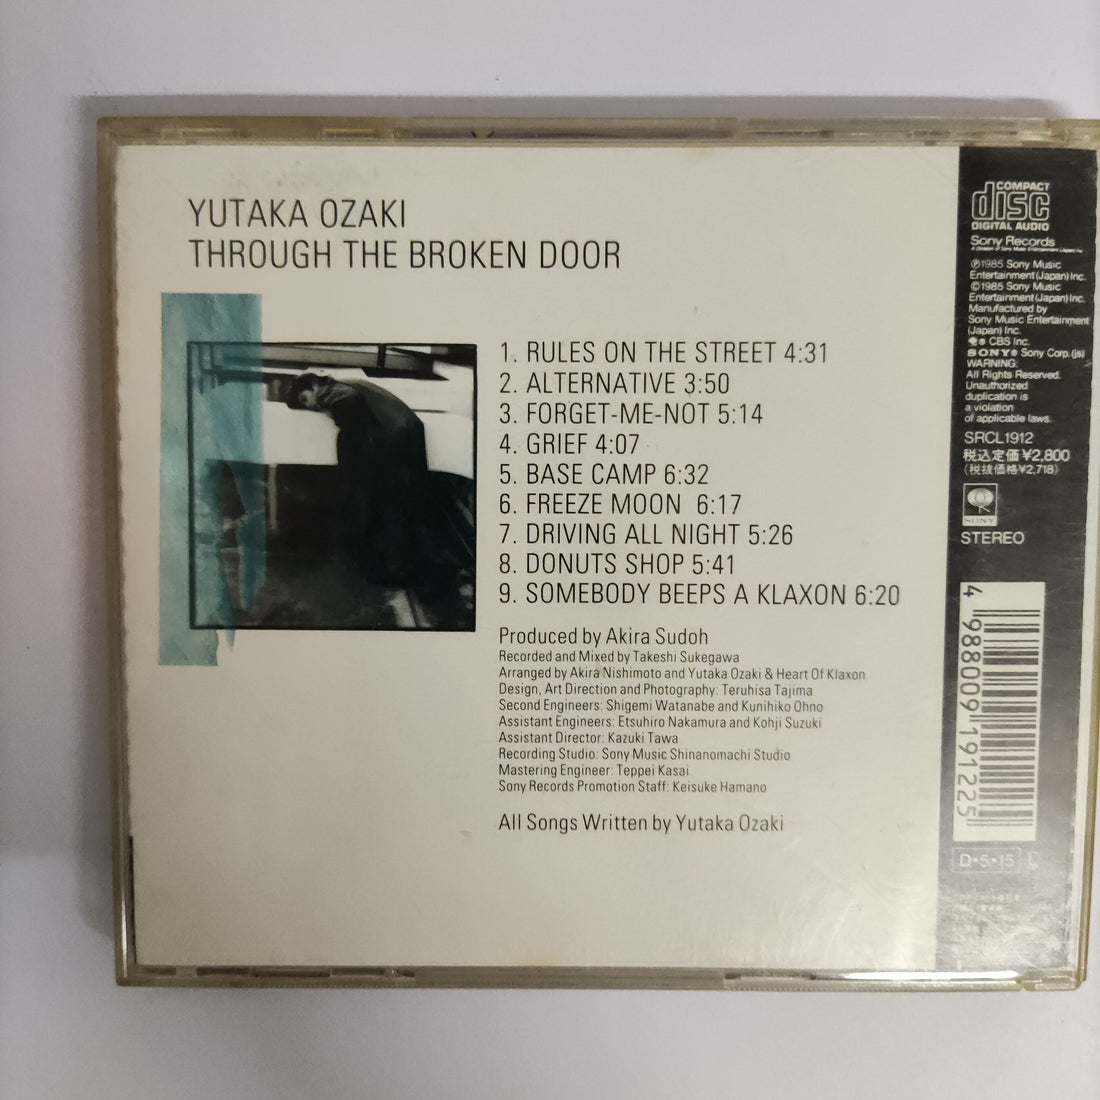 YUTAKA OZAKI
THROUGH THE BROKEN DOOR
1. RULES ON THE STREET 4:31
2. ALTERNATIVE 3:50
3. FORGET-ME-NOT 5:14
4. GRIEF 4:07
5. BASE CAMP 6:32
6. FREEZE MOON 6:17
7. DRIVING ALL NIGHT 5:26
8. DONUTS SHOP 5:41
9. SOMEBODY BEEPS A KLAXON 6:20
Produced by Akira Sudoh
Recorded and Mixed by Takeshi Sukegawa
Arranged by Akira Nishimoto and Yutaka Ozaki & Heart Of Klaxon
Design, Art Direction and Photography: Teruhisa Tajima
Second Engineers: Shigemi Watanabe and Kunihiko Ohno
Assistant Engineers: Etsuhiro Nakamura and Kohji Suzuki
Assistant Director: Kazuki Tawa
Recording Studio: Sony Music Shinanomachi Studio
Mastering Engineer: Teppei Kasai
Sony Records Promotion Staff: Keisuke Hamano
All Songs Written by Yutaka Ozaki
COMPACT
disc
DIGITAL AUDIO
Sony Records
A Division of Sony Music Entertainment (Japan) Inc.
℗1985 Sony Music
Entertainment (Japan) Inc.
©1985 Sony Music
Entertainment (Japan) Inc.
Manufactured by
Sony Music Entertainment
(Japan) Inc.
® CBS Inc.
SONY® Sony Corp. (js)
WARNING:
All Rights Reserved.
Unauthorized
duplication is
a violation
of applicable laws.
SRCL1912
税込定価¥2,800
(税抜価格¥2,718)
SONY
STEREO
4 988009 191225
D・5・15 L